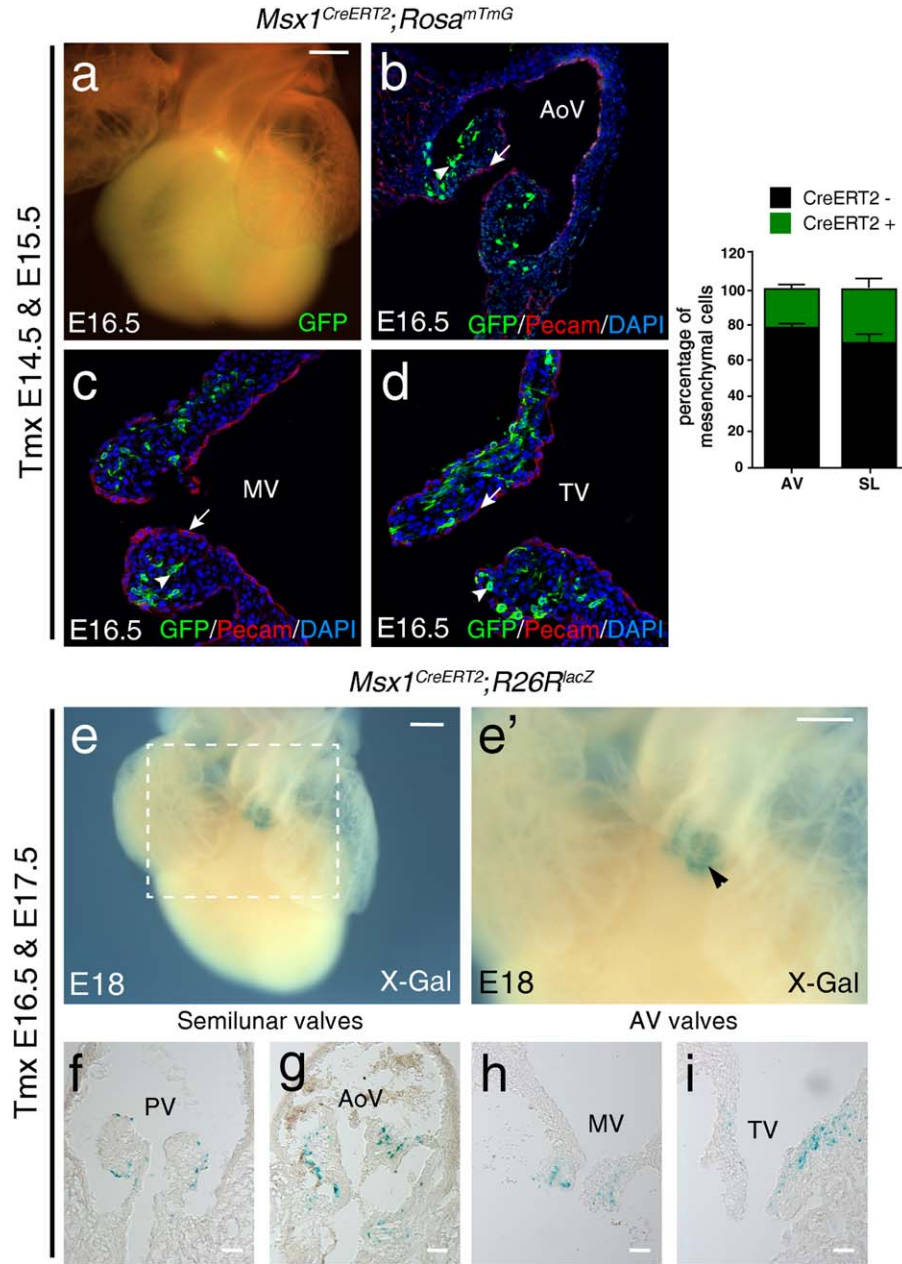 Msx1CreERT2;RosamTmG
Tmx E14.5 & E15.5
a
E16.5
GFP
b
AoV
E16.5
GFP/Pecam/DAPI
CreERT2 -
CreERT2 +
percentage of
mesenchymal cells
120
100
80
60
40
20
0
AV
SL
c
MV
E16.5
GFP/Pecam/DAPI
d
TV
E16.5
GFP/Pecam/DAPI
Msx1CreERT2;R26RlacZ
Tmx E16.5 & E17.5
e
E18
X-Gal
e'
E18
X-Gal
Semilunar valves
AV valves
f
PV
g
AoV
h
MV
i
TV